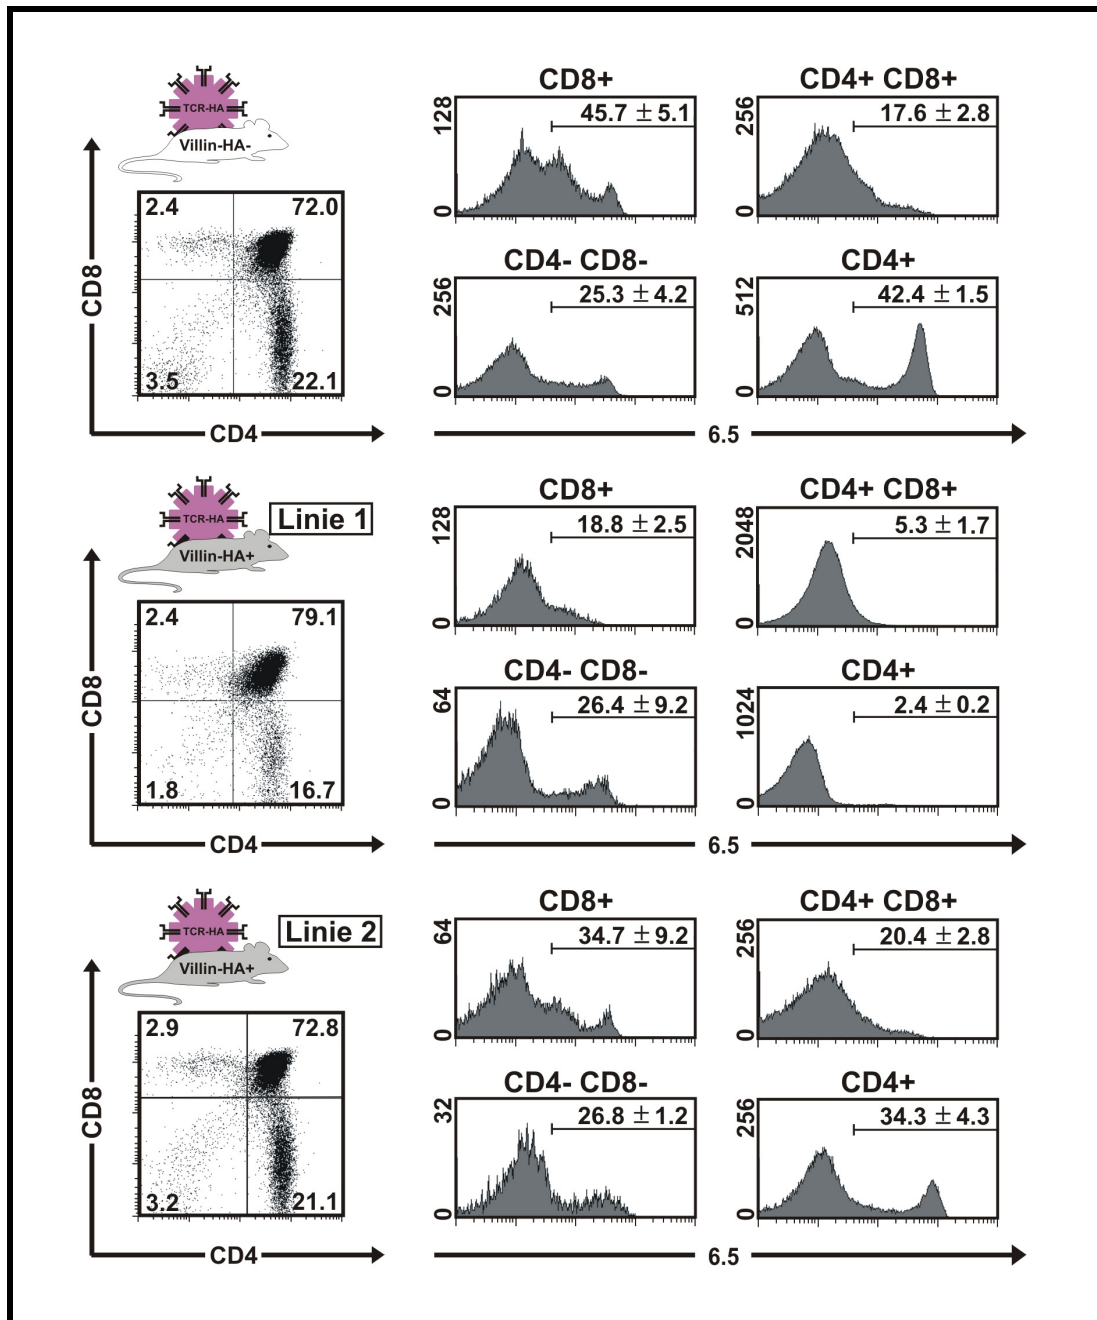 TCR-HA
Villin-HA-
CD8
2.4 72.0
3.5 22.1
CD4
CD8+
128
45.7 ±5.1
0
CD4+ CD8+
256
17.6 ±2.8
0
CD4- CD8-
256
25.3 ±4.2
0
CD4+
512
42.4 ±1.5
0
6.5
TCR-HA
Villin-HA+
Linie 1
CD8
2.4 79.1
1.8 16.7
CD4
CD8+
128
18.8 ±2.5
0
CD4+ CD8+
2048
5.3 ±1.7
0
CD4- CD8-
64
26.4 ±9.2
0
CD4+
1024
2.4 ±0.2
0
6.5
TCR-HA
Villin-HA+
Linie 2
CD8
2.9 72.8
3.2 21.1
CD4
CD8+
64
34.7 ±9.2
0
CD4+ CD8+
256
20.4 ±2.8
0
CD4- CD8-
32
26.8 ±1.2
0
CD4+
256
34.3 ±4.3
0
6.5